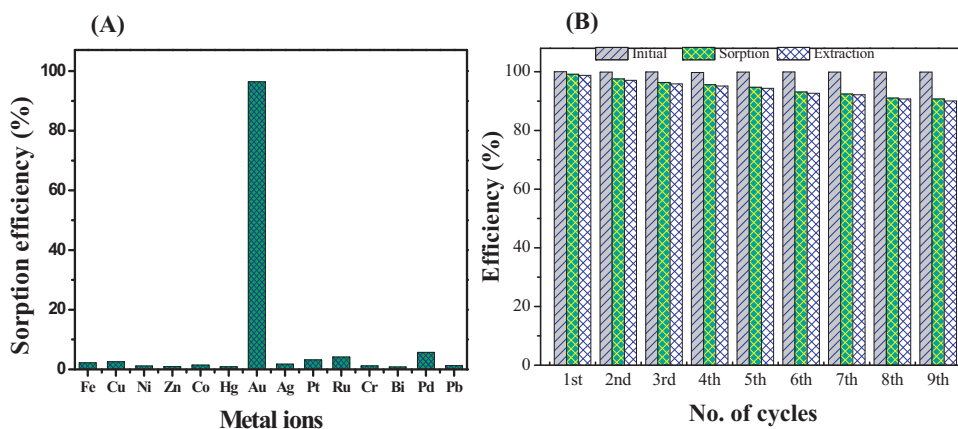 (A)
Sorption efficiency (%)
100
80
60
40
20
0
Fe Cu Ni Zn Co Hg Au Ag Pt Ru Cr Bi Pd Pb
Metal ions
(B)
Initial Sorption Extraction
Efficiency (%)
100
80
60
40
20
0
1st 2nd 3rd 4th 5th 6th 7th 8th 9th
No. of cycles